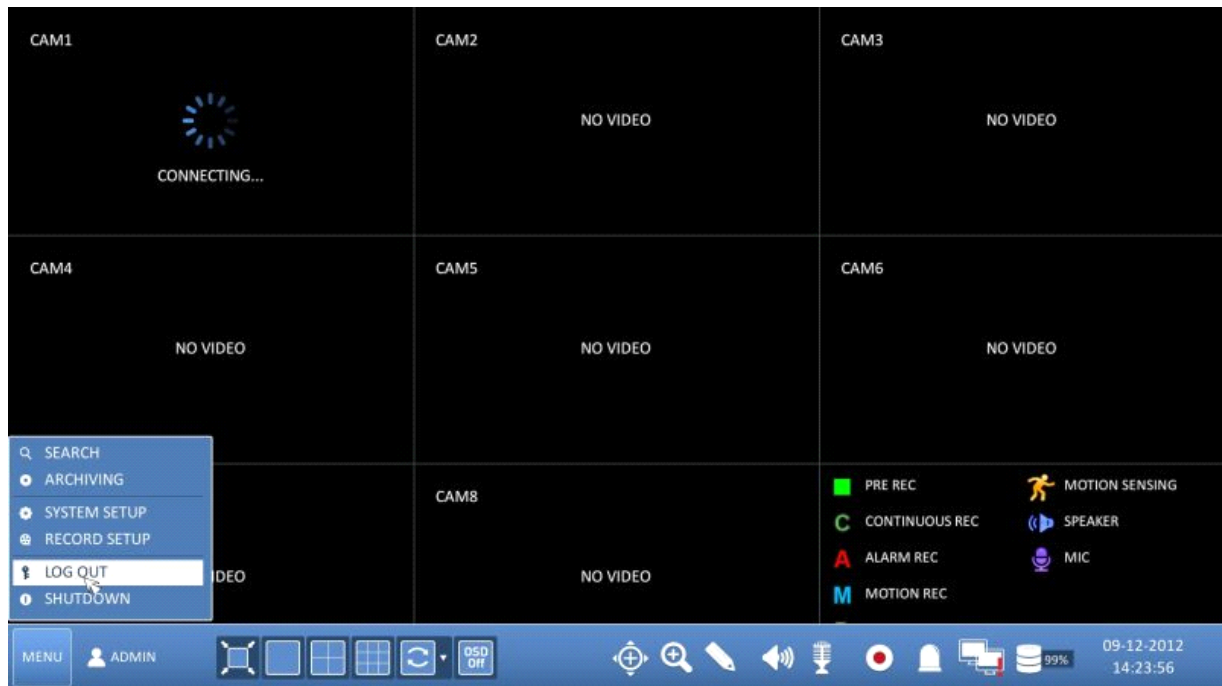 CAM1
CAM2
CAM3
NO VIDEO
NO VIDEO
CONNECTING...
CAM4
CAM5
CAM6
NO VIDEO
NO VIDEO
NO VIDEO
SEARCH
ARCHIVING
SYSTEM SETUP
RECORD SETUP
LOG OUT
SHUTDOWN
IDEO
CAM8
NO VIDEO
PRE REC
MOTION SENSING
C CONTINUOUS REC
SPEAKER
A ALARM REC
MIC
M MOTION REC
MENU
ADMIN
OSD
Off
99%
09-12-2012
14:23:56